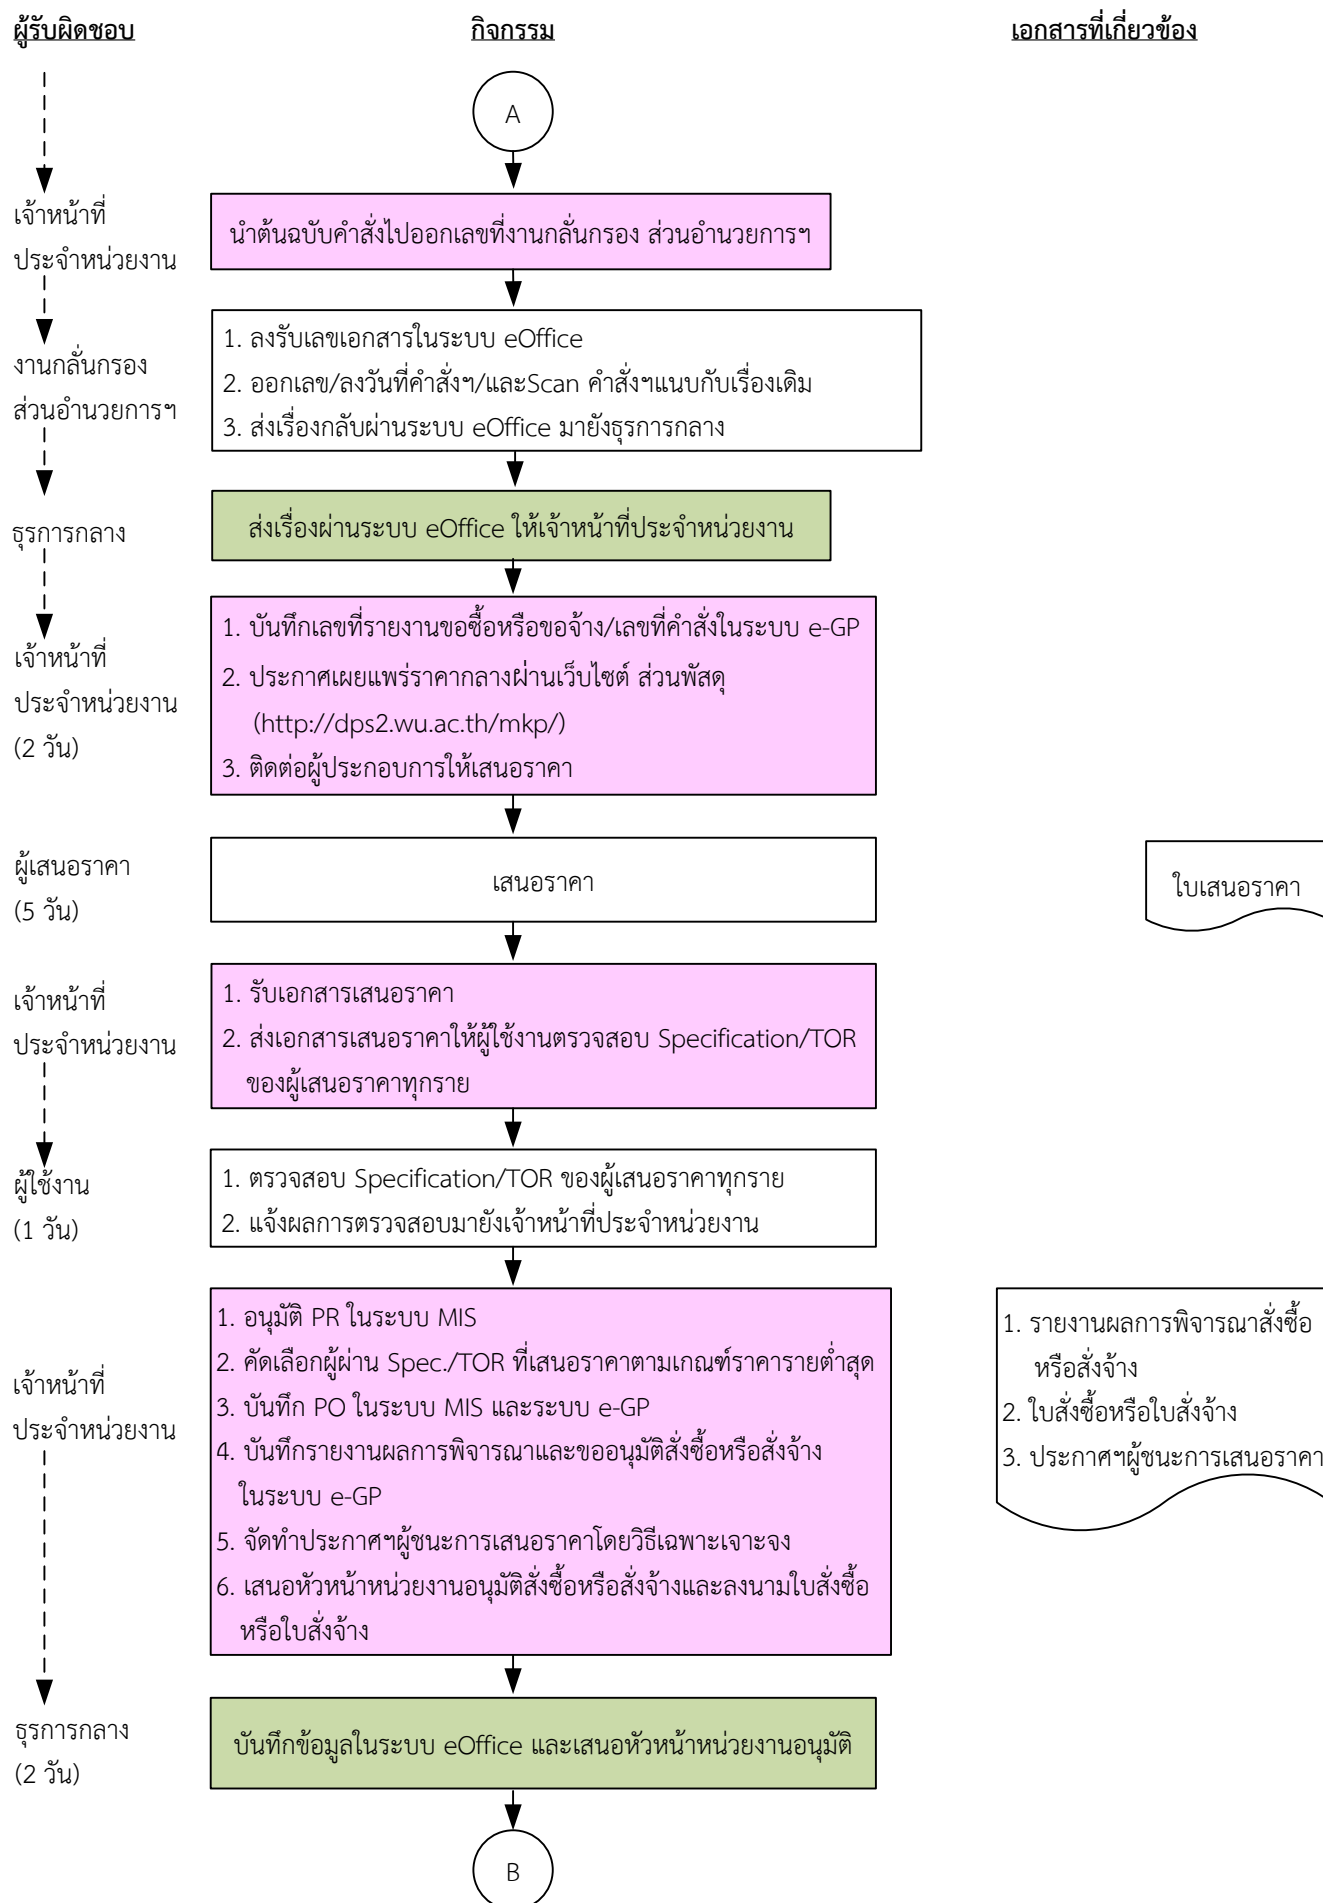 ผู้รับผิดชอบ
กิจกรรม
เอกสารที่เกี่ยวข้อง
A
เจ้าหน้าที่
ประจำหน่วยงาน
นำต้นฉบับคำสั่งไปออกเลขที่งานกลั่นกรอง ส่วนอำนวยการฯ
งานกลั่นกรอง
ส่วนอำนวยการฯ
1. ลงรับเลขเอกสารในระบบ eOffice
2. ออกเลข/ลงวันที่คำสั่งฯ/และScan คำสั่งฯแนบกับเรื่องเดิม
3. ส่งเรื่องกลับผ่านระบบ eOffice มายังธุรการกลาง
ธุรการกลาง
ส่งเรื่องผ่านระบบ eOffice ให้เจ้าหน้าที่ประจำหน่วยงาน
เจ้าหน้าที่
ประจำหน่วยงาน
(2 วัน)
1. บันทึกเลขที่รายงานขอซื้อหรือขอจ้าง/เลขที่คำสั่งในระบบ e-GP
2. ประกาศเผยแพร่ราคากลางผ่านเว็บไซต์ ส่วนพัสดุ
(http://dps2.wu.ac.th/mkp/)
3. ติดต่อผู้ประกอบการให้เสนอราคา
ผู้เสนอราคา
(5 วัน)
เสนอราคา
ใบเสนอราคา
เจ้าหน้าที่
ประจำหน่วยงาน
1. รับเอกสารเสนอราคา
2. ส่งเอกสารเสนอราคาให้ผู้ใช้งานตรวจสอบ Specification/TOR
ของผู้เสนอราคาทุกราย
ผู้ใช้งาน
(1 วัน)
1. ตรวจสอบ Specification/TOR ของผู้เสนอราคาทุกราย
2. แจ้งผลการตรวจสอบมายังเจ้าหน้าที่ประจำหน่วยงาน
เจ้าหน้าที่
ประจำหน่วยงาน
1. อนุมัติ PR ในระบบ MIS
2. คัดเลือกผู้ผ่าน Spec./TOR ที่เสนอราคาตามเกณฑ์ราคารายต่ำสุด
3. บันทึก PO ในระบบ MIS และระบบ e-GP
4. บันทึกรายงานผลการพิจารณาและขออนุมัติสั่งซื้อหรือสั่งจ้าง
ในระบบ e-GP
5. จัดทำประกาศฯผู้ชนะการเสนอราคาโดยวิธีเฉพาะเจาะจง
6. เสนอหัวหน้าหน่วยงานอนุมัติสั่งซื้อหรือสั่งจ้างและลงนามใบสั่งซื้อ
หรือใบสั่งจ้าง
1. รายงานผลการพิจารณาสั่งซื้อ
หรือสั่งจ้าง
2. ใบสั่งซื้อหรือใบสั่งจ้าง
3. ประกาศฯผู้ชนะการเสนอราคา
ธุรการกลาง
(2 วัน)
บันทึกข้อมูลในระบบ eOffice และเสนอหัวหน้าหน่วยงานอนุมัติ
B